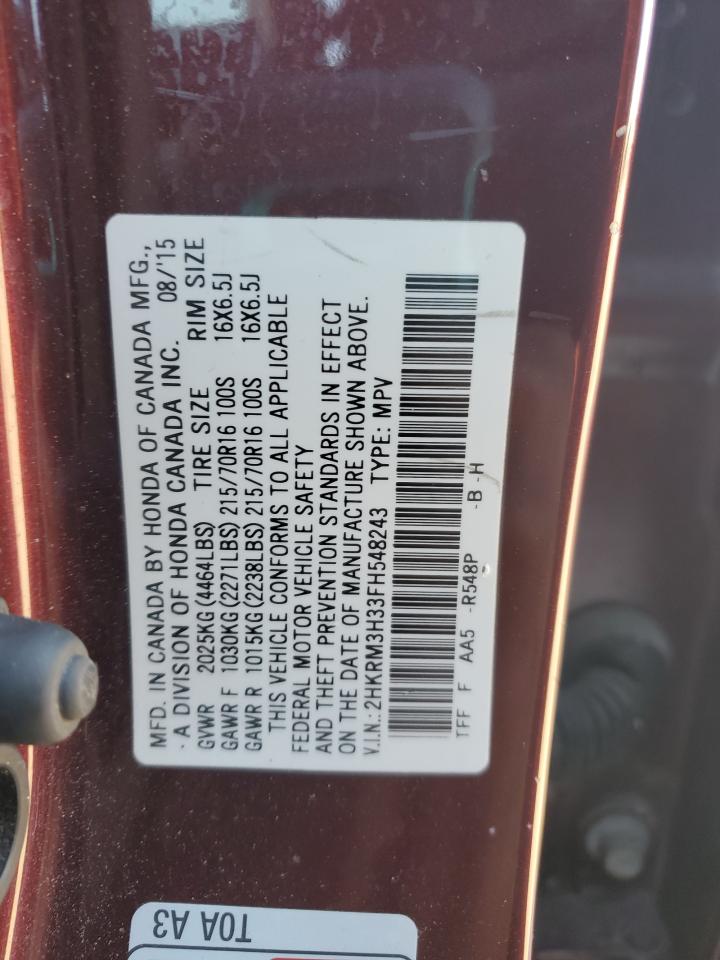 MFD. IN CANADA BY HONDA OF CANADA MFG.,
- A DIVISION OF HONDA CANADA INC. 08/'15
GVWR 2025KG(4464LBS) TIRE SIZE RIM SIZE
GAWR F 1030KG(2271LBS)215/70R16 100S 16X6.5J
GAWR R 1015KG(2238LBS)215/70R16 100S 16X6.5J
THIS VEHICLE CONFORMS TO ALL APPLICABLE
FEDERAL MOTOR VEHICLE SAFETY
AND THEFT PREVENTION STANDARDS IN EFFECT
ON THE DATE OF MANUFACTURE SHOWN ABOVE.
V.I.N.:2HKRM3H33FH548243 TYPE: MPV
TFF F AA5 -R548P -B -H
T0A A3